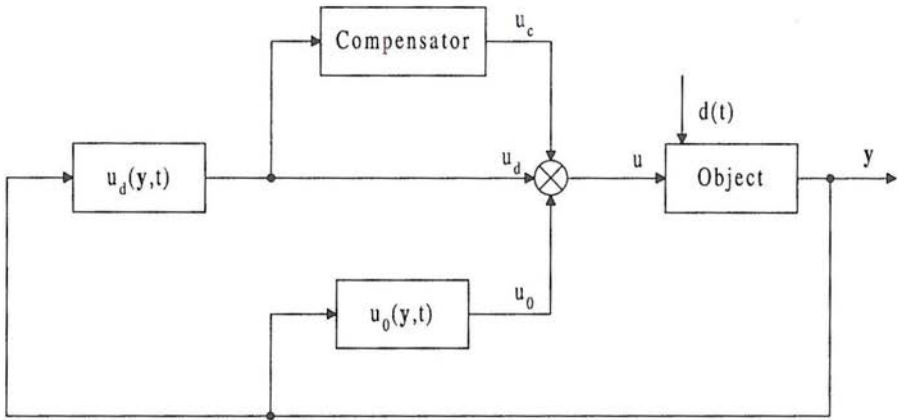 Compensator
u_c
d(t)
u_d(y,t)
u_d
u
Object
y
u_0(y,t)
u_0